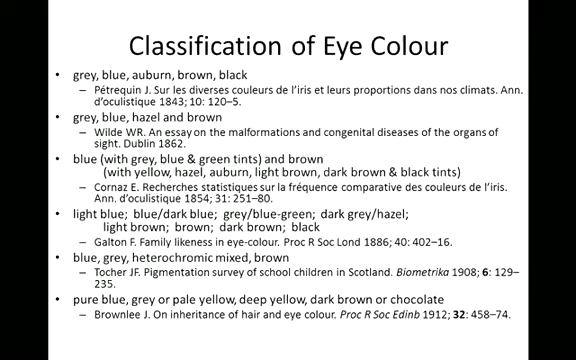 Classification of Eye Colour
• grey, blue, auburn, brown, black
– Pétrequin J. Sur les diverses couleurs de l’iris et leurs proportions dans nos climats. Ann.
d’oculistique 1843; 10: 120–5.
• grey, blue, hazel and brown
– Wilde WR. An essay on the malformations and congenital diseases of the organs of
sight. Dublin 1862.
• blue (with grey, blue & green tints) and brown
(with yellow, hazel, auburn, light brown, dark brown & black tints)
– Cornaz E. Recherches statistiques sur la fréquence comparative des couleurs de l’iris.
Ann. d’oculistique 1854; 31: 251–80.
• light blue; blue/dark blue; grey/blue-green; dark grey/hazel;
light brown; brown; dark brown; black
– Galton F. Family likeness in eye-colour. Proc R Soc Lond 1886; 40: 402–16.
• blue, grey, heterochromic mixed, brown
– Tocher JF. Pigmentation survey of school children in Scotland. Biometrika 1908; 6: 129–
235.
• pure blue, grey or pale yellow, deep yellow, dark brown or chocolate
– Brownlee J. On inheritance of hair and eye colour. Proc R Soc Edinb 1912; 32: 458–74.